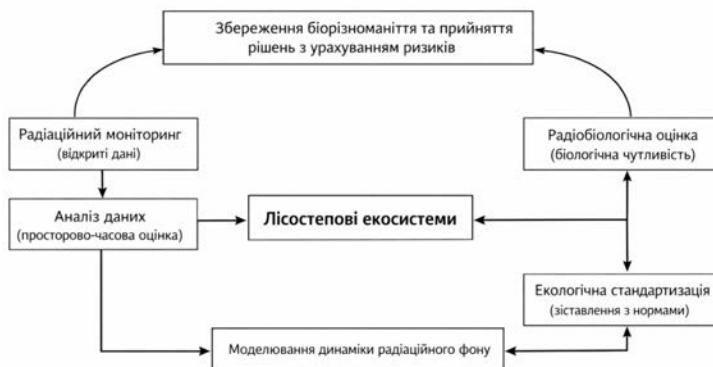 Збереження біорізноманіття та прийняття
рішень з урахуванням ризиків
Радіаційний моніторинг
(відкриті дані)
Радіобіологічна оцінка
(біологічна чутливість)
Аналіз даних
(просторово-часова оцінка)
Лісостепові екосистеми
Екологічна стандартизація
(зіставлення з нормами)
Моделювання динаміки радіаційного фону